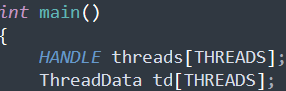 int main()
{
HANDLE threads[THREADS];
ThreadData td[THREADS];